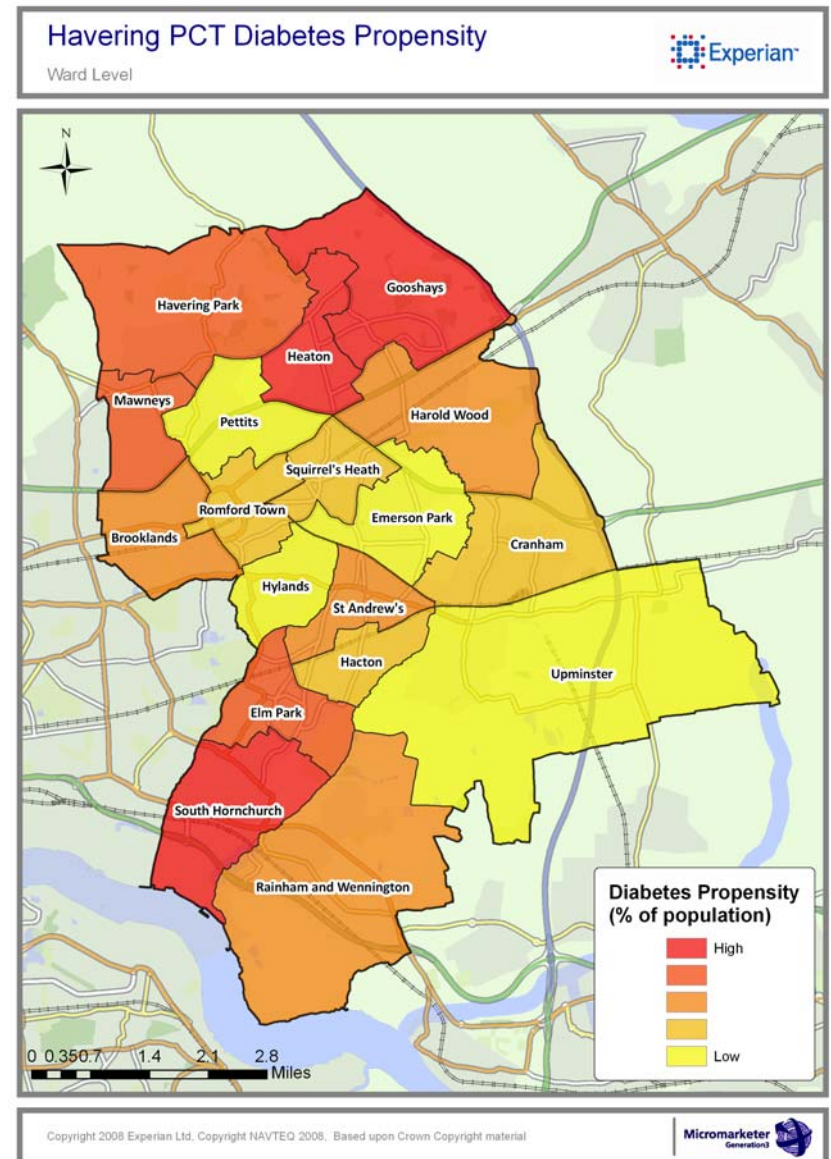 Havering PCT Diabetes Propensity
Ward Level
Experian™
N
Gooshays
Havering Park
Heaton
Mawneys
Pettits
Harold Wood
Squirrel's Heath
Romford Town
Emerson Park
Brooklands
Cranham
Hylands
St Andrew's
Hacton
Upminster
Elm Park
South Hornchurch
Rainham and Wennington
Diabetes Propensity
(% of population)
High
Low
0 0.350.7 1.4 2.1 2.8
Miles
Copyright 2008 Experian Ltd, Copyright NAVTEQ 2008. Based upon Crown Copyright material
Micromarketer
Generation3